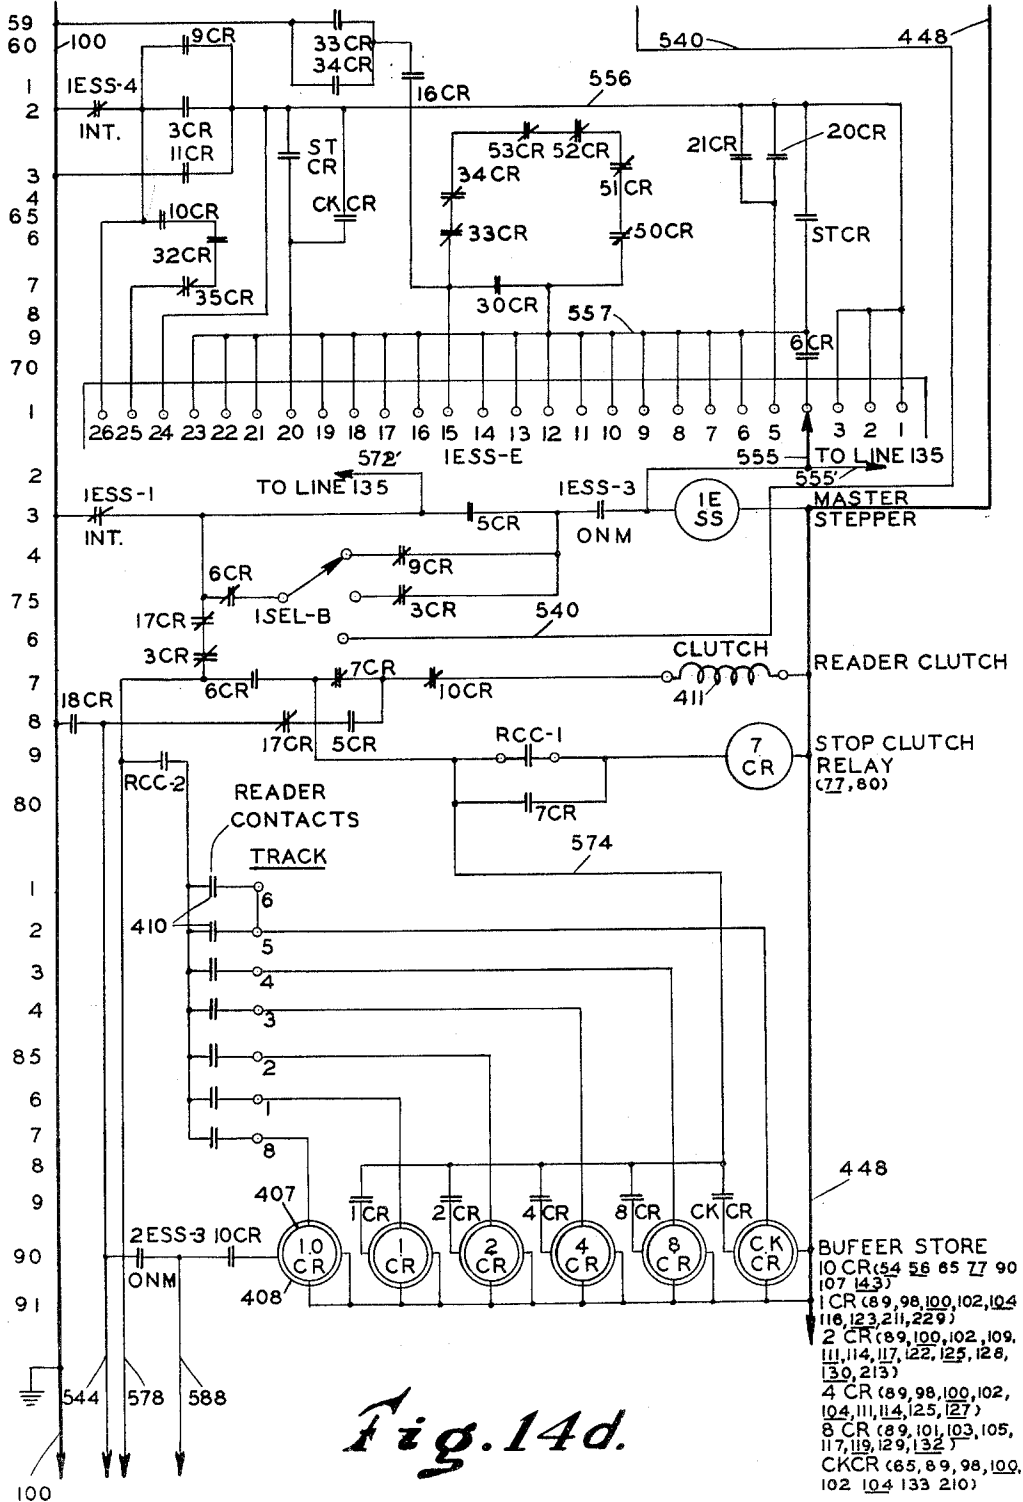 59
60
100
9CR
33CR
34CR
540
448
1
2
1ESS-4
INT.
3CR
11CR
16CR
556
ST
CR
CKCR
53CR
52CR
34CR
51CR
33CR
50CR
21CR
20CR
STCR
3
4
65
6
10CR
32CR
7
35CR
30CR
8
9
557
6CR
70
1
26 25 24 23 22 21 20 19 18 17 16 15 14 13 12 11 10 9 8 7 6 5 3 2 1
1ESS-E
2
572'
TO LINE 135
555
TO LINE 135
555'
1ESS-1
INT.
3
5CR
1ESS-3
ONM
1E
SS
MASTER
STEPPER
4
9CR
6CR
75
1SEL-B
3CR
540
17CR
6
3CR
7
6CR
7CR
10CR
CLUTCH
411
READER CLUTCH
18CR
8
17CR
5CR
9
RCC-1
7
CR
STOP CLUTCH
RELAY
(77,80)
RCC-2
80
7CR
READER
CONTACTS
574
TRACK
1
6
410
2
5
3
4
4
3
85
2
6
1
7
8
8
448
9
407
1CR
2CR
4CR
8CR
CKCR
2ESS-3
10CR
90
ONM
10
CR
1
CR
2
CR
4
CR
8
CR
CK
CR
408
91
BUFEER STORE
10 CR (54 56 65 77 90
107 143)
1 CR (89,98,100,102,104
116,123,211,229)
2 CR (89,100,102,109,
111,114,117,122,125,128,
130,213)
4 CR (89,98,100,102,
104,111,114,125,127)
8 CR (89,101,103,105,
117,119,129,132)
CKCR (65,89,98,100,
102 104 133 210)
544
578
588
100
Fig. 14d.